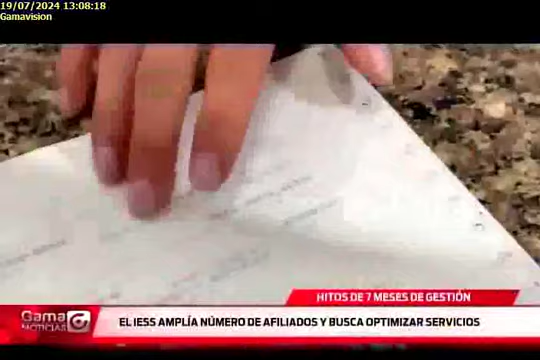 19/07/2024 13:08:18
Gamavision
HITOS DE 7 MESES DE GESTIÓN
Gama
NOTICIAS
EL IESS AMPLÍA NÚMERO DE AFILIADOS Y BUSCA OPTIMIZAR SERVICIOS